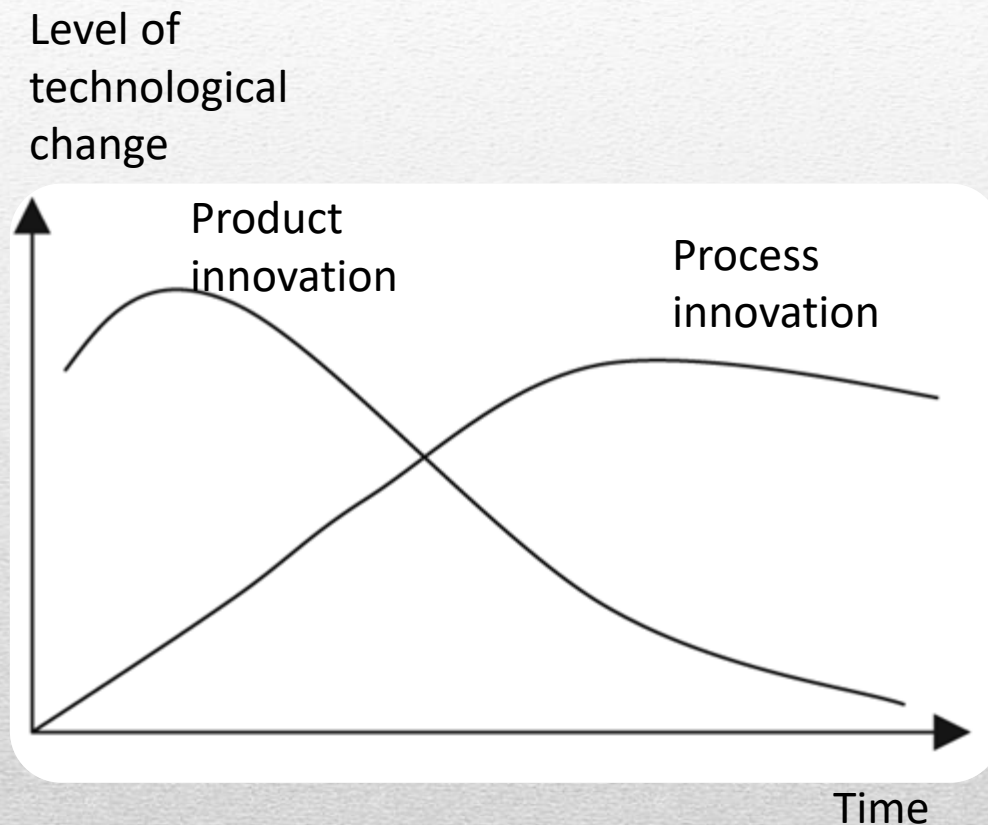 Level of
technological
change
Product
innovation
Process
innovation
Time